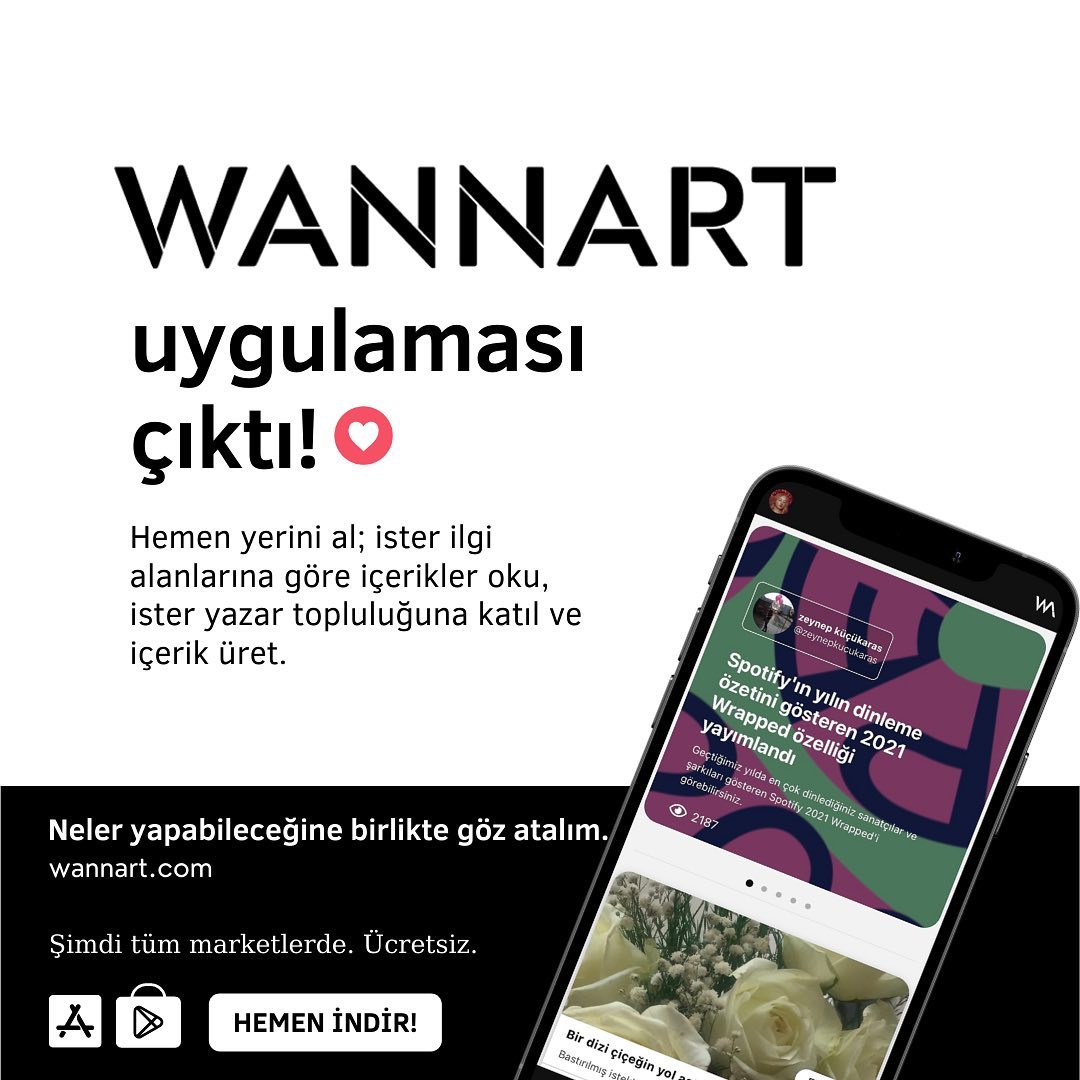 WANNART
uygulaması
çıktı!
Hemen yerini al; ister ilgi
alanlarına göre içerikler oku,
ister yazar topluluğuna katıl ve
içerik üret.
WA
zeynep küçükaras
@zeynepkucukaras
Spotify'ın yılın dinleme
özetini gösteren 2021
Wrapped özelliği
yayımlandı
Geçtiğimiz yılda en çok dinlediğiniz sanatçılar ve
şarkıları gösteren Spotify 2021 Wrapped'i
görebilirsiniz.
2187
Bir dizi çiçeğin yol
Bastırılmış
Neler yapabileceğine birlikte göz atalım.
wannart.com
Şimdi tüm marketlerde. Ücretsiz.
HEMEN İNDİR!